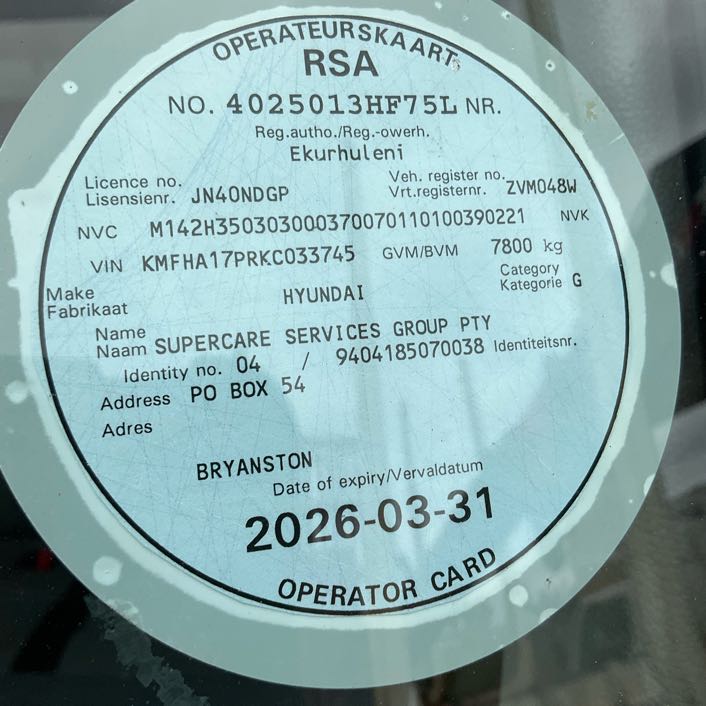 OPERATEURSKAART
RSA
NO. 4025013HF75L NR.
Reg.autho./Reg.-owerh.
Ekurhuleni
Licence no. Veh. register no.
Lisensienr. JN40NDGP Vrt.registernr. ZVM048W
NVC M142H350303000370070110100390221 NVK
VIN KMFHA17PRKC033745 GVM/BVM 7800 kg
Make HYUNDAI Category
Fabrikaat Kategorie G
Name
Naam SUPERCARE SERVICES GROUP PTY
Identity no. 04 / 9404185070038 Identiteitsnr.
Address PO BOX 54
Adres
BRYANSTON
Date of expiry/Vervaldatum
2026-03-31
OPERATOR CARD